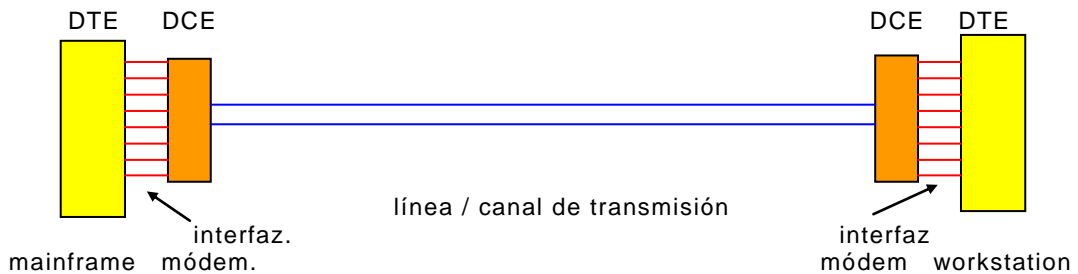 DTE DCE DCE DTE
línea / canal de transmisión
interfaz. interfaz
mainframe módem. módem workstation